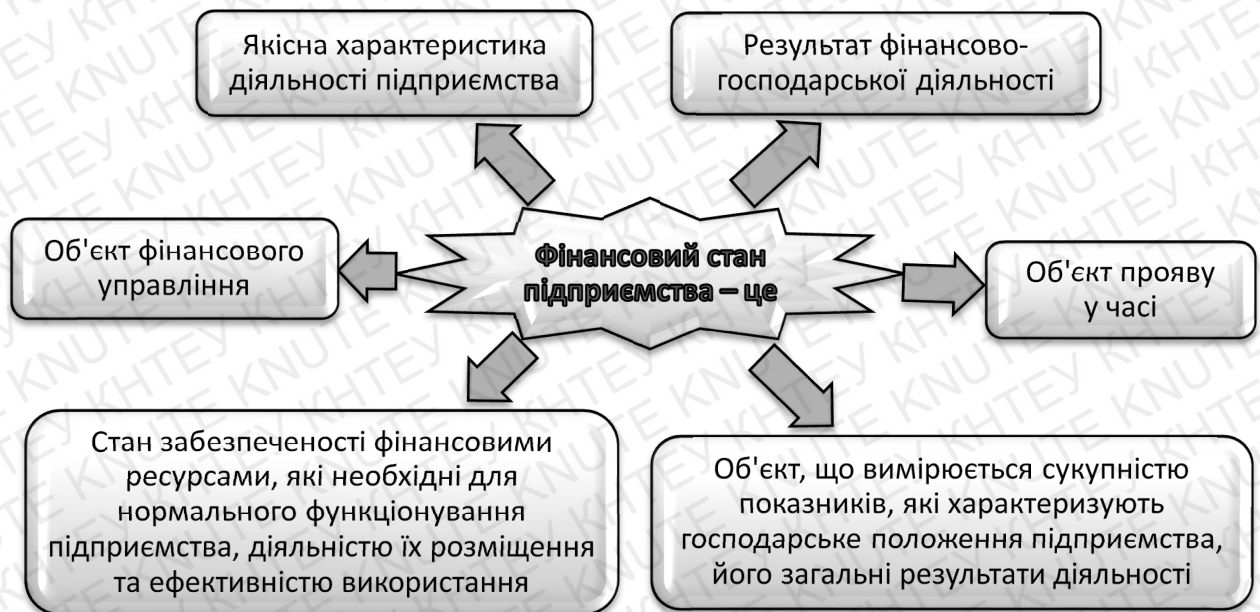 Якісна характеристика
діяльності підприємства
Результат фінансово-
господарської діяльності
Об'єкт фінансового
управління
Фінансовий стан
підприємства – це
Об'єкт прояву
у часі
Стан забезпеченості фінансовими
ресурсами, які необхідні для
нормального функціонування
підприємства, діяльністю їх розміщення
та ефективністю використання
Об'єкт, що вимірюється сукупністю
показників, які характеризують
господарське положення підприємства,
його загальні результати діяльності
КНТЕУ KNUTE